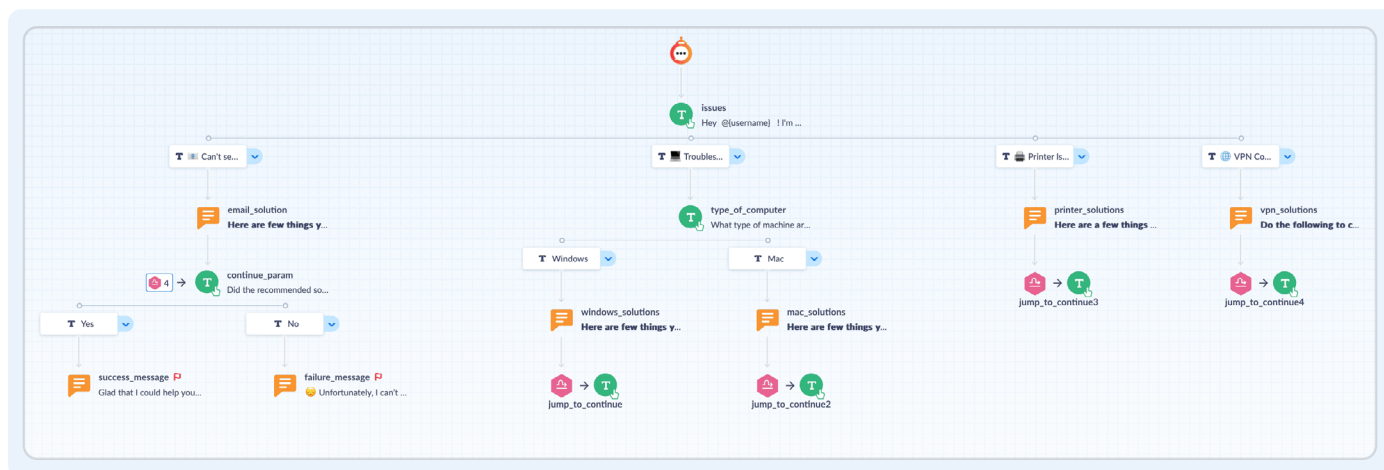 issues
Hey @{username} ! I'm ...
T 📧 Can't se...
T 💻 Troubles...
T 🖨️ Printer Is...
T 🌐 VPN Co...
email_solution
Here are few things y...
type_of_computer
What type of machine ar...
printer_solutions
Here are a few things ...
vpn_solutions
Do the following to c...
T Windows
T Mac
4
continue_param
Did the recommended so...
jump_to_continue3
jump_to_continue4
windows_solutions
Here are few things y...
mac_solutions
Here are few things y...
T Yes
T No
success_message
Glad that I could help you...
failure_message
😟 Unfortunately, I can't ...
jump_to_continue
jump_to_continue2